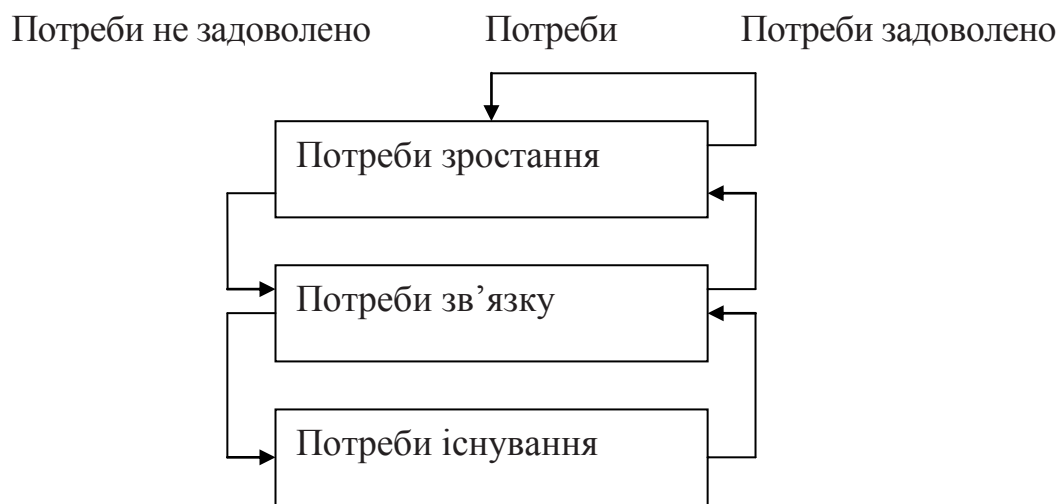 Потреби не задоволено Потреби Потреби задоволено
Потреби зростання
Потреби зв’язку
Потреби існування